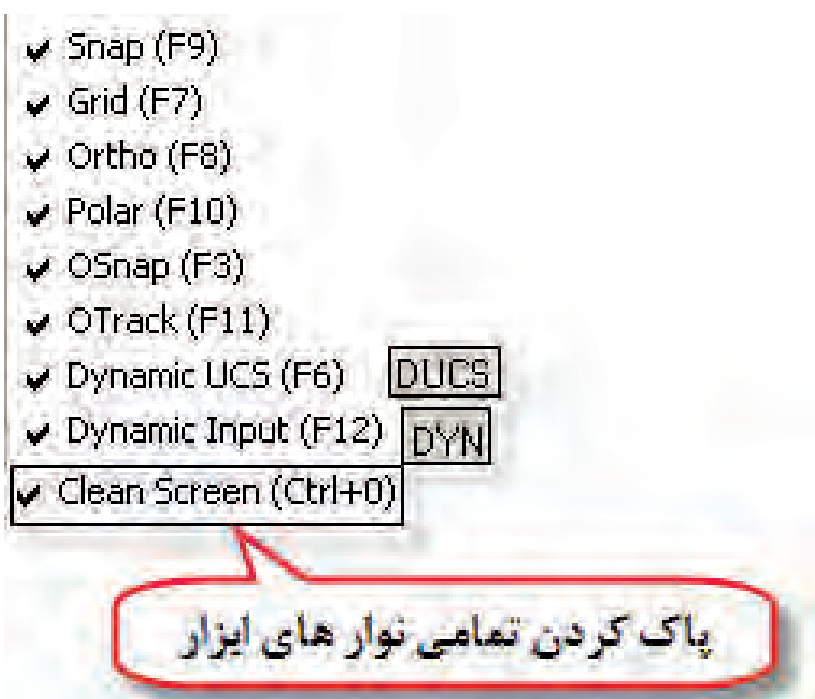 ✔ Snap (F9)
✔ Grid (F7)
✔ Ortho (F8)
✔ Polar (F10)
✔ OSnap (F3)
✔ OTrack (F11)
✔ Dynamic UCS (F6) DUCS
✔ Dynamic Input (F12) DYN
✔ Clean Screen (Ctrl+0)
پاک کردن تمامی نوار های ابزار